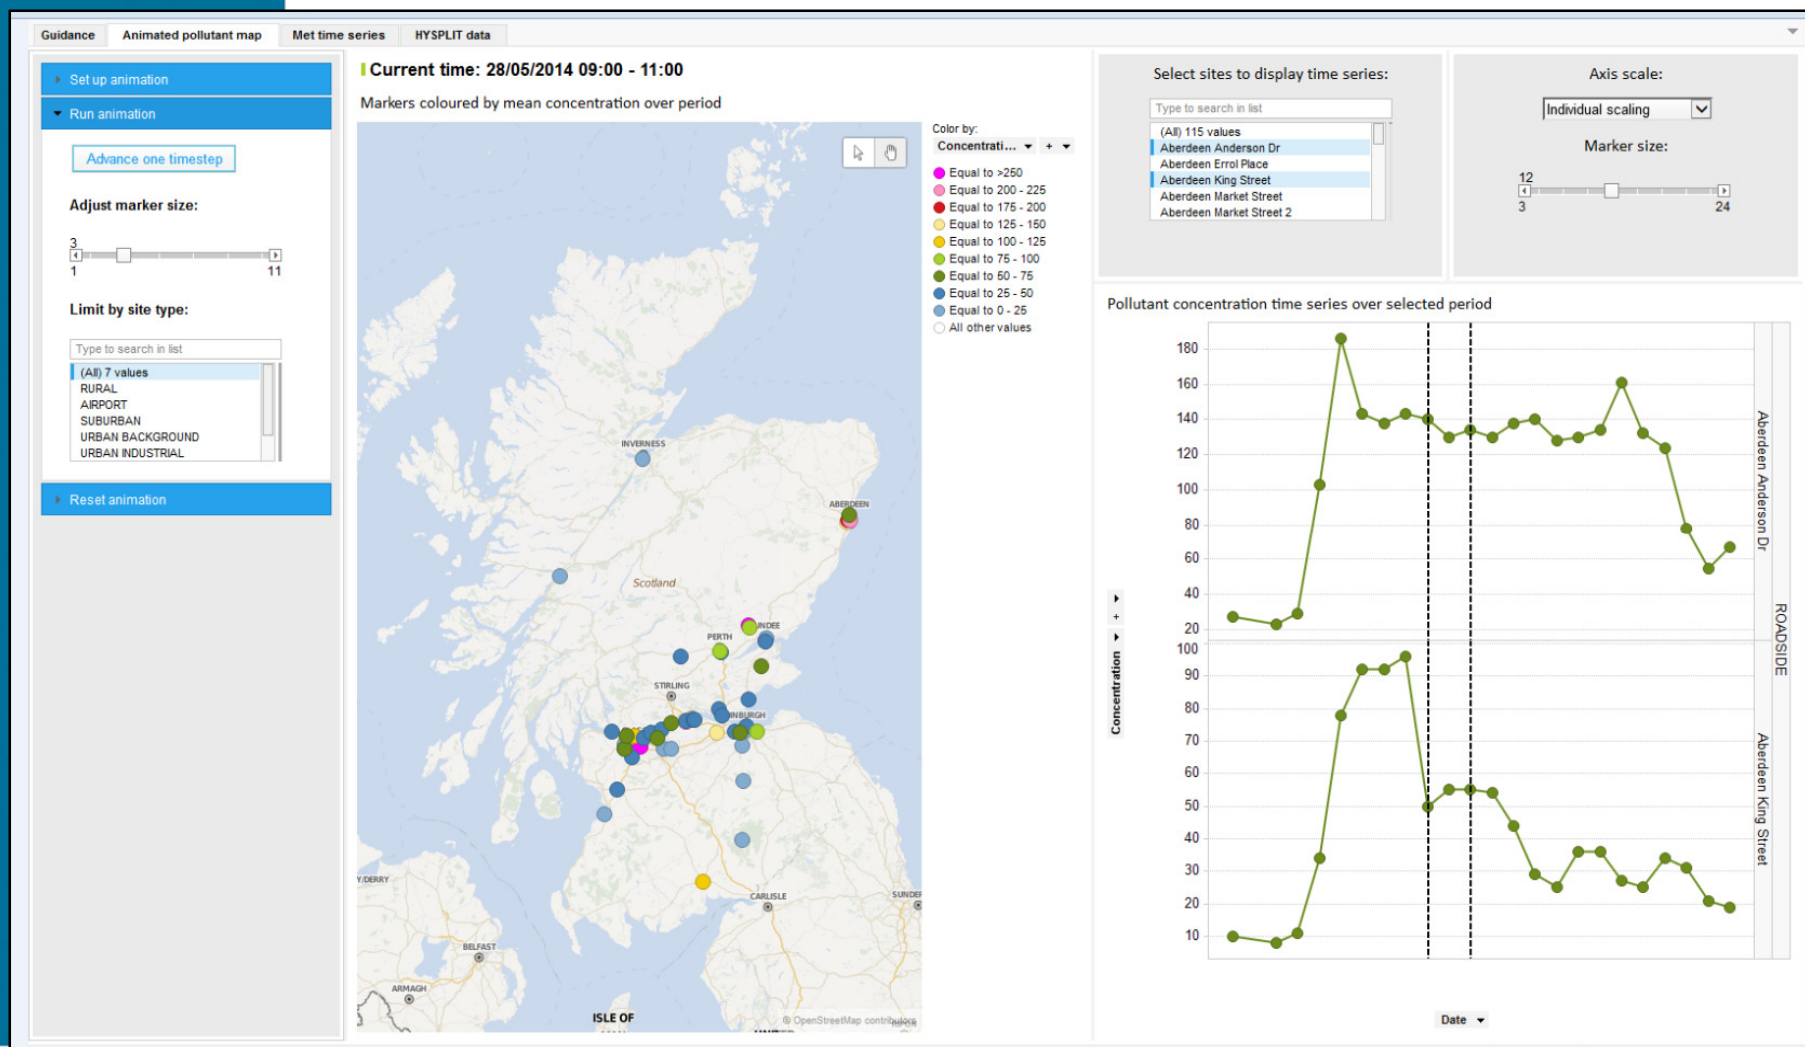 Guidance
Animated pollutant map
Met time series
HYSPLIT data
Set up animation
Run animation
Advance one timestep
Adjust marker size:
3
1
11
Limit by site type:
Type to search in list
(All) 7 values
RURAL
AIRPORT
SUBURBAN
URBAN BACKGROUND
URBAN INDUSTRIAL
Reset animation
Current time: 28/05/2014 09:00 - 11:00
Markers coloured by mean concentration over period
INVERNESS
ABERDEEN
Scotland
UNDEE
PERTH
STIRLING
INBURGH
Y/DERRY
CARLISLE
SUNDER
BELFAST
ARMAGH
ISLE OF
© OpenStreetMap contributors
Color by:
Concentrati...
+
Equal to >250
Equal to 200 - 225
Equal to 175 - 200
Equal to 125 - 150
Equal to 100 - 125
Equal to 75 - 100
Equal to 50 - 75
Equal to 25 - 50
Equal to 0 - 25
All other values
Select sites to display time series:
Type to search in list
(All) 115 values
Aberdeen Anderson Dr
Aberdeen Errol Place
Aberdeen King Street
Aberdeen Market Street
Aberdeen Market Street 2
Axis scale:
Individual scaling
Marker size:
12
3
24
Pollutant concentration time series over selected period
180
160
140
120
100
80
60
40
20
100
90
80
70
60
50
40
30
20
10
Concentration
+
Aberdeen Anderson Dr
Aberdeen King Street
ROADSIDE
Date